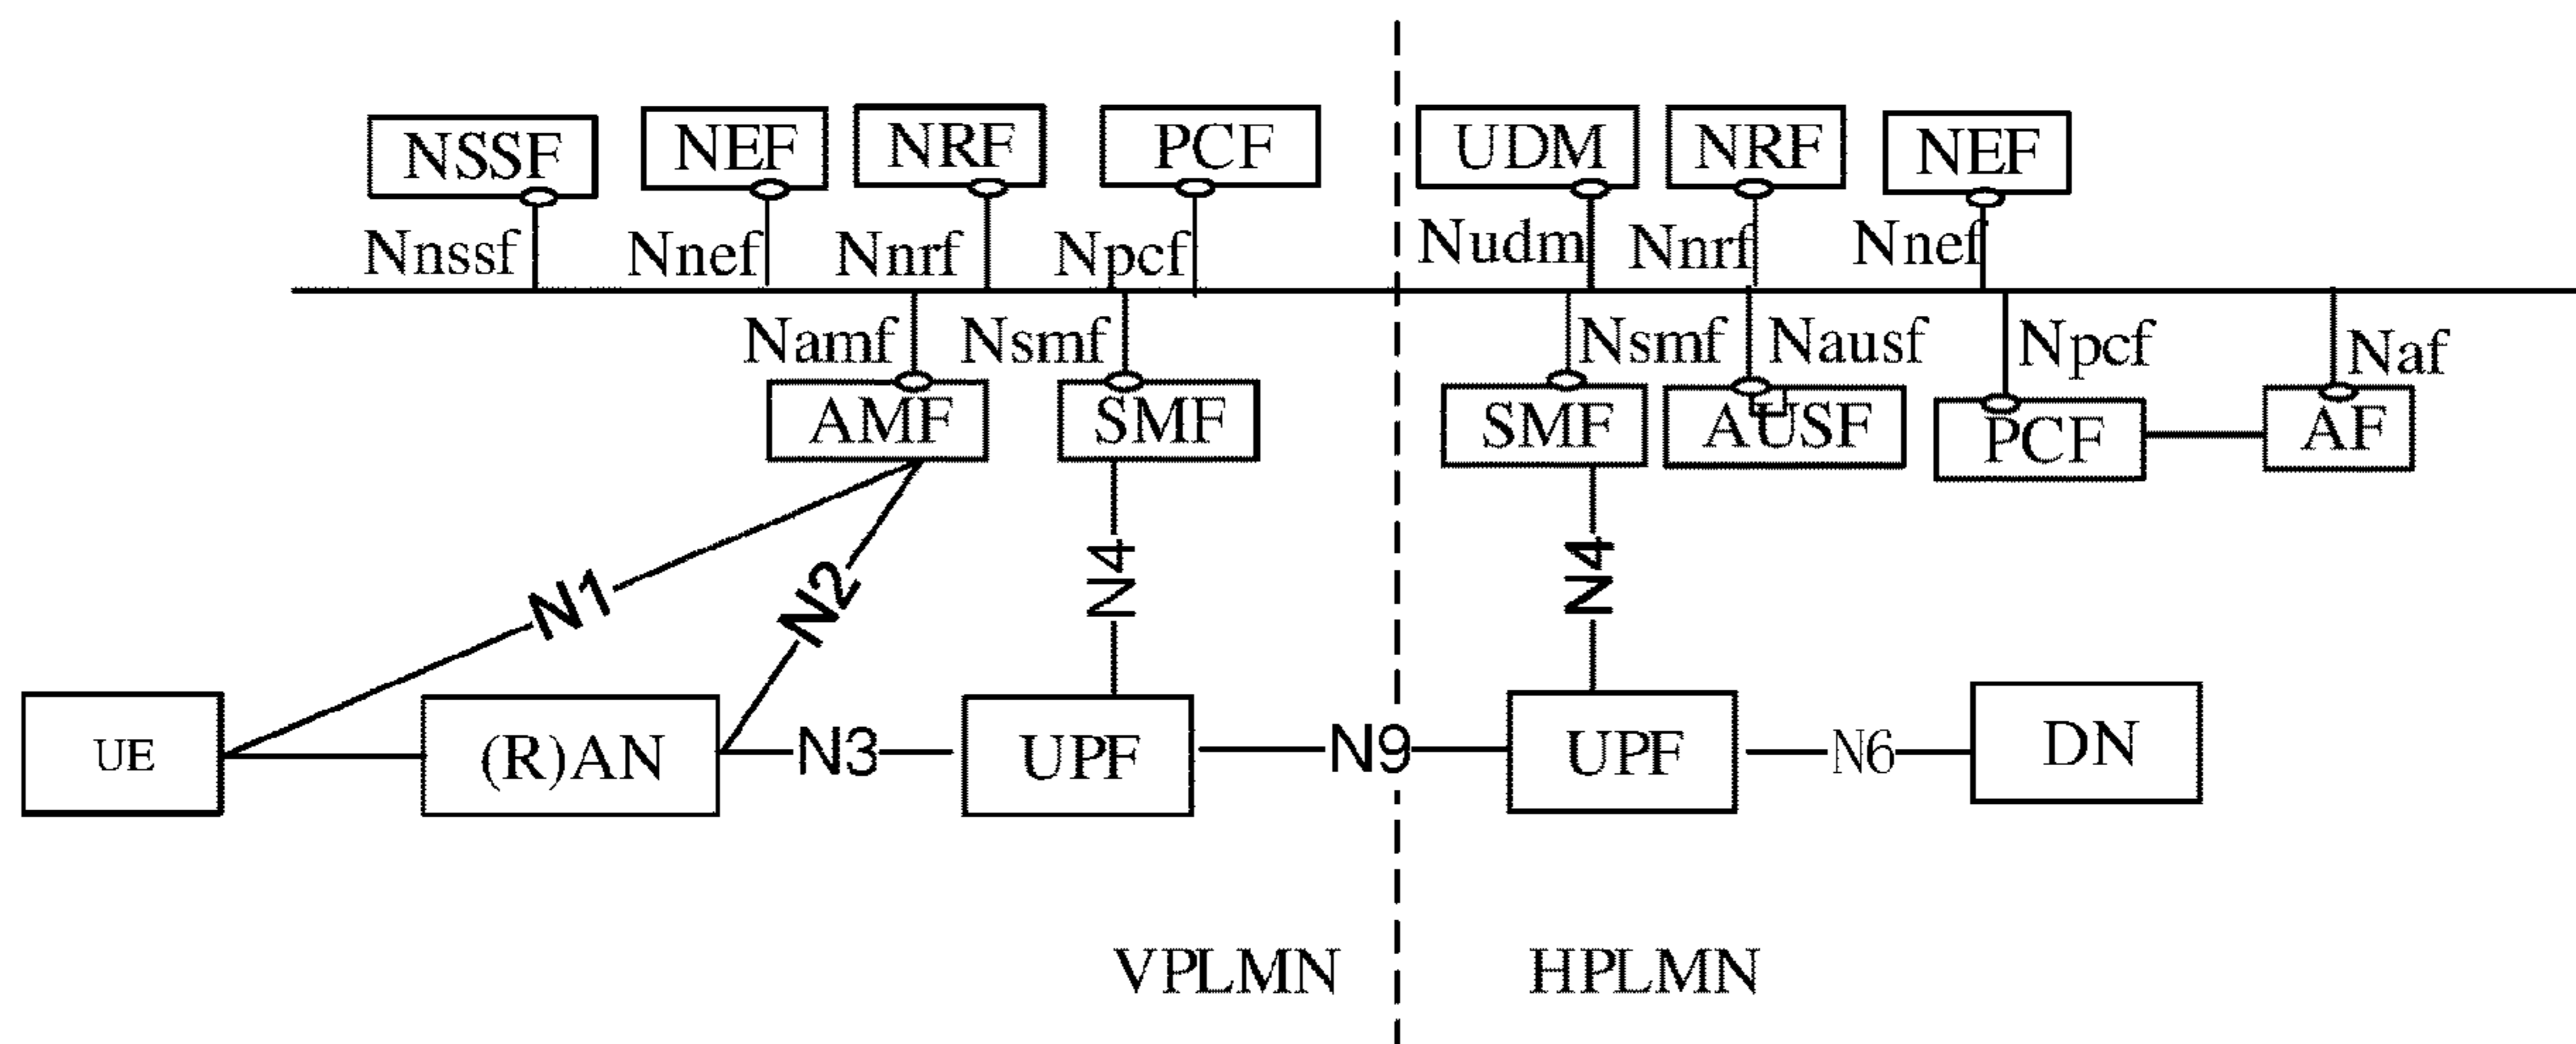 NSSF NEF NRF PCF UDM NRF NEF
Nnssf Nnef Nnrf Npcf Nudm Nnrf Nnef
Namf Nsmf Nsmf Nausf Npcf Naf
AMF SMF SMF AUSF PCF AF
N1 N2 N4 N4
UE (R)AN N3 UPF N9 UPF N6 DN
VPLMN HPLMN